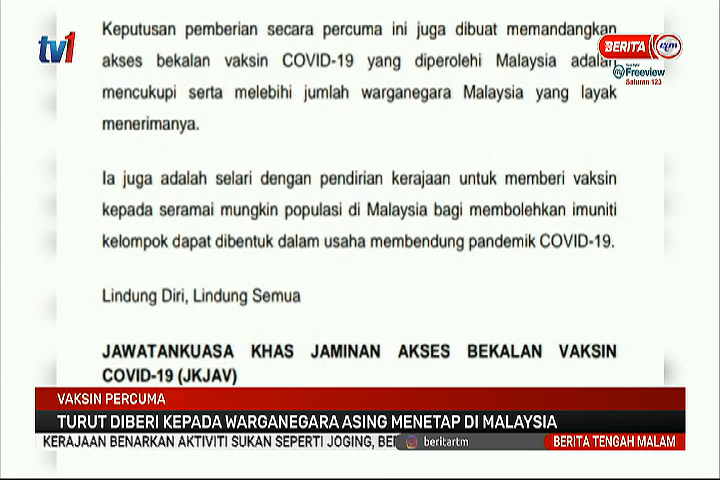 Keputusan pemberian secara percuma ini juga dibuat memandangkan
akses bekalan vaksin COVID-19 yang diperolehi Malaysia adalah
mencukupi serta melebihi jumlah warganegara Malaysia yang layak
menerimanya.
Ia juga adalah selari dengan pendirian kerajaan untuk memberi vaksin
kepada seramai mungkin populasi di Malaysia bagi membolehkan imuniti
kelompok dapat dibentuk dalam usaha membendung pandemik COVID-19.
Lindung Diri, Lindung Semua
JAWATANKUASA KHAS JAMINAN AKSES BEKALAN VAKSIN
COVID-19 (JKJAV)
tv1
BERITA rtm
Freeview
Saluran 123
VAKSIN PERCUMA
TURUT DIBERI KEPADA WARGANEGARA ASING MENETAP DI MALAYSIA
KERAJAAN BENARKAN AKTIVITI SUKAN SEPERTI JOGING, BE
beritartm
BERITA TENGAH MALAM